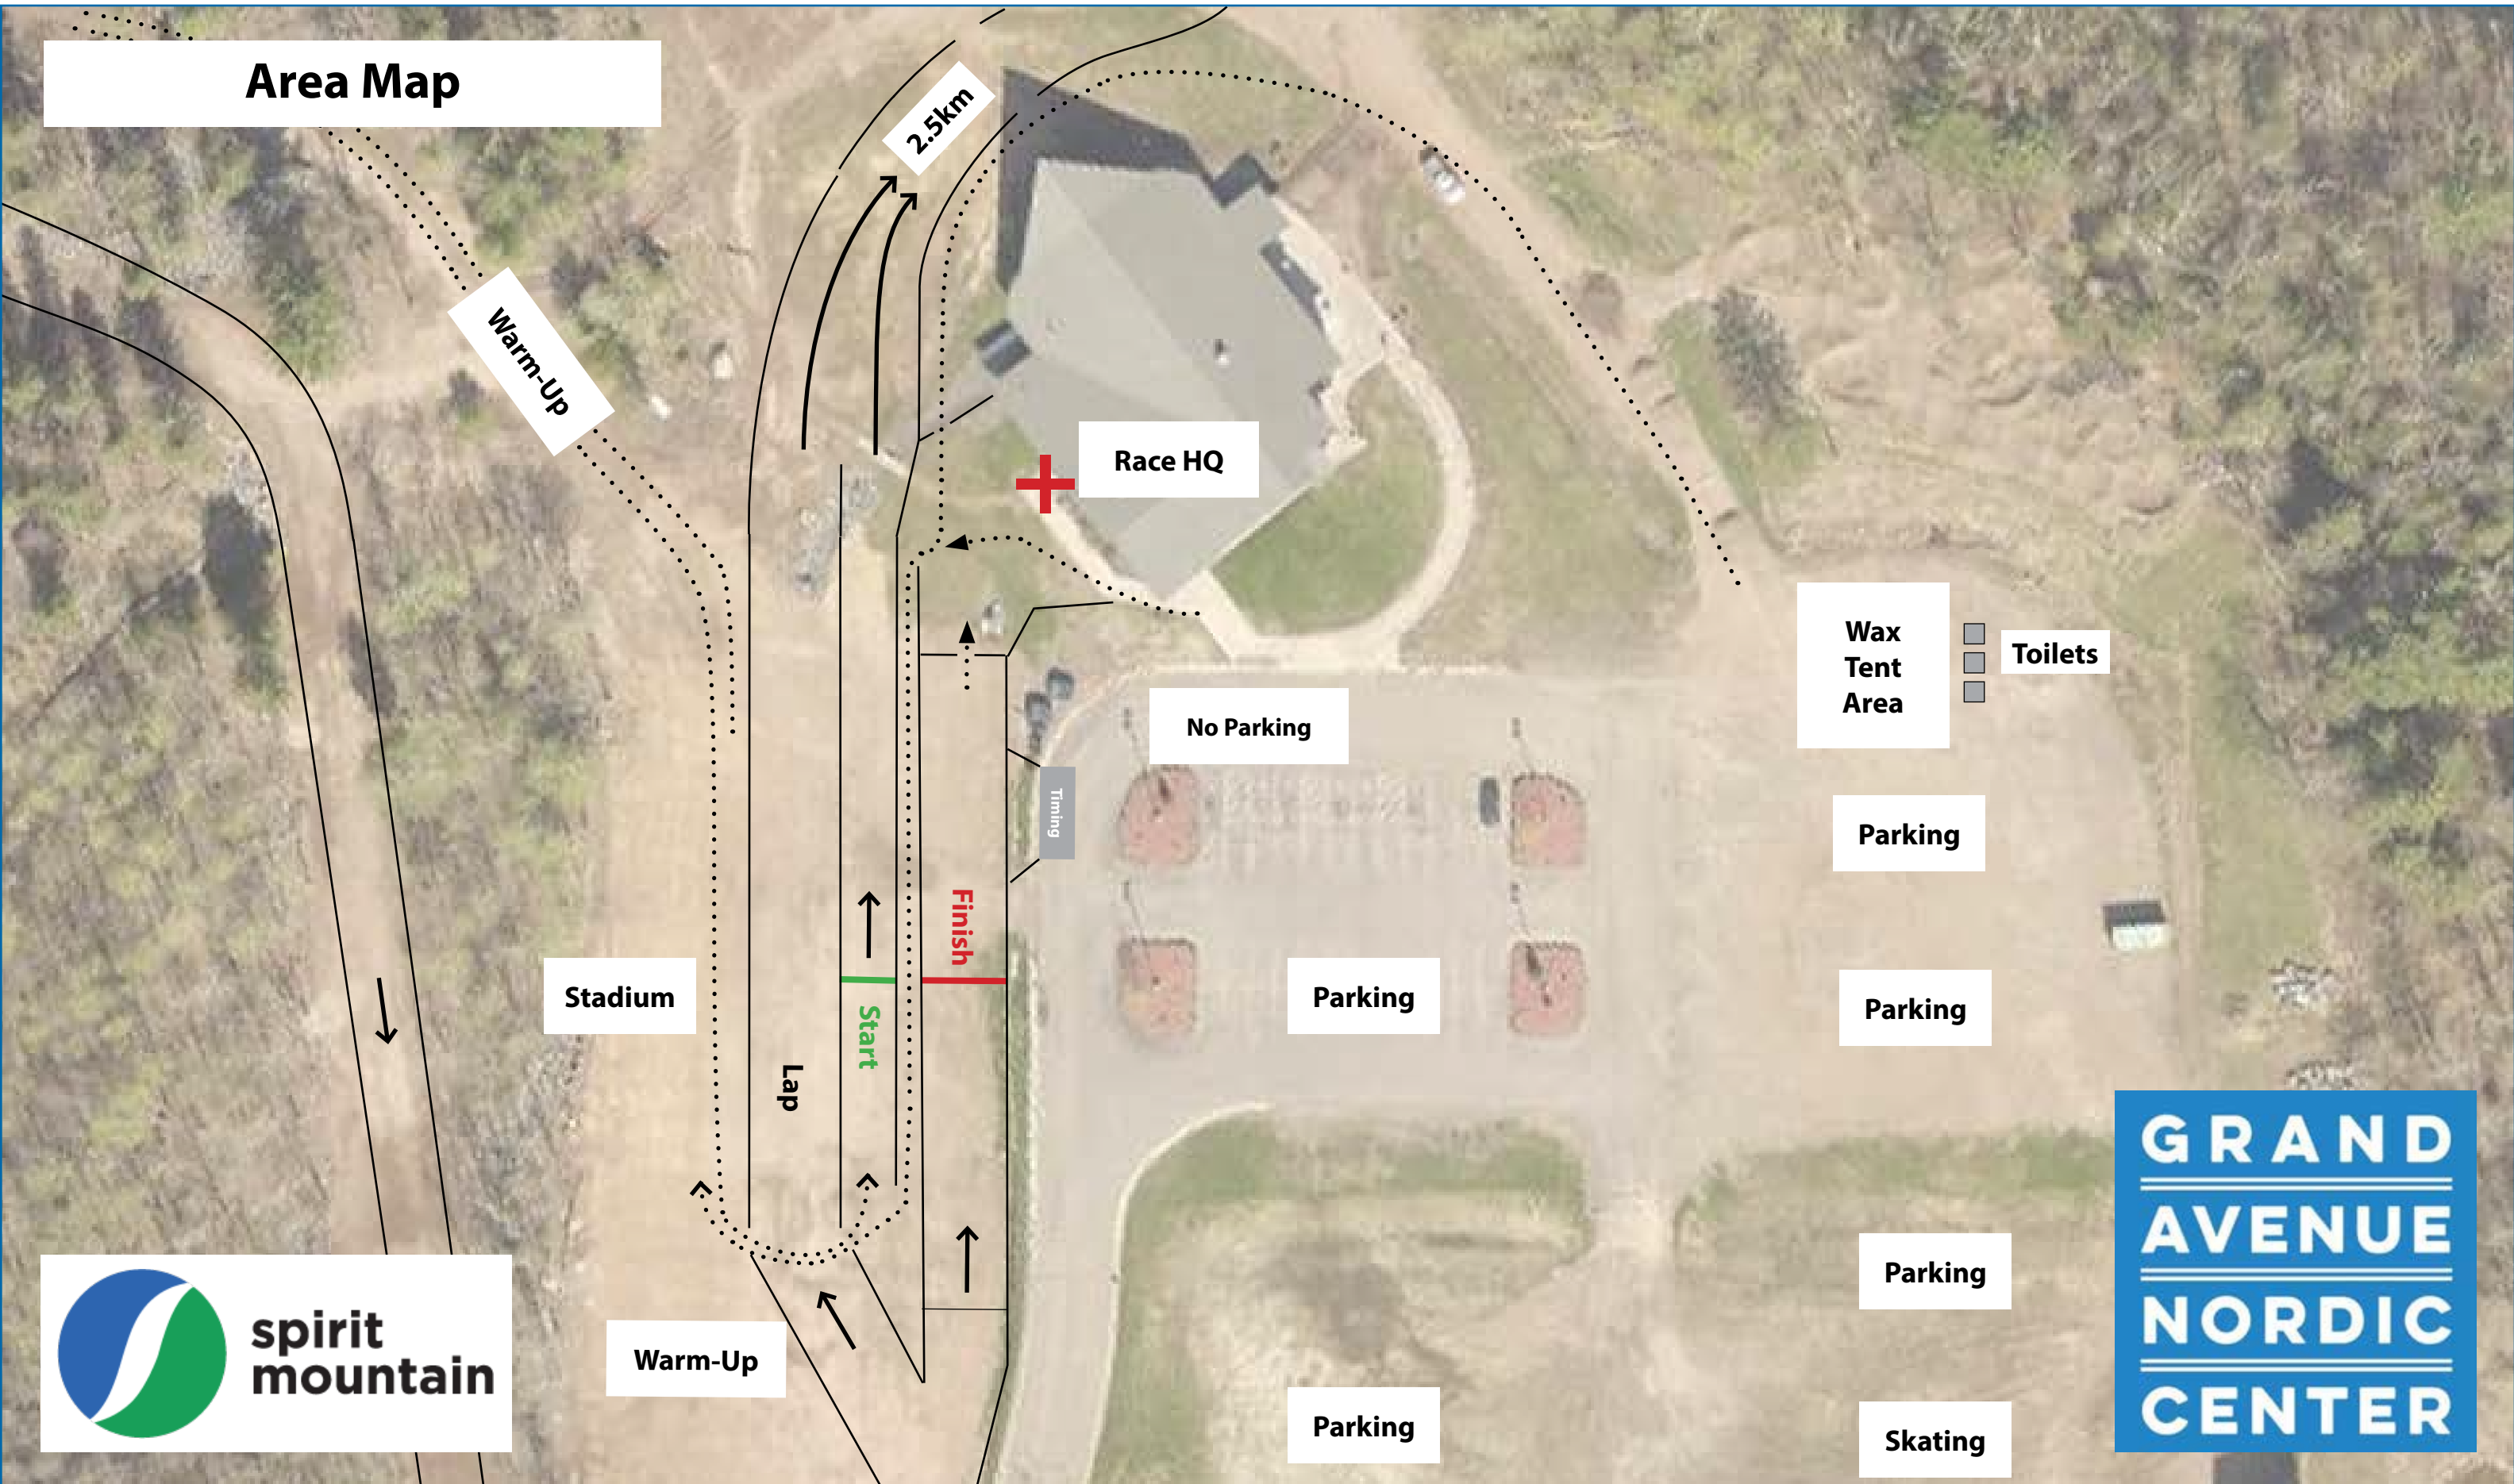 Area Map
2.5km
Warm-Up
Race HQ
Wax
Tent
Area
Toilets
No Parking
Timing
Parking
Finish
Stadium
Start
Parking
Parking
Lap
Warm-Up
Parking
Parking
Skating
spirit
mountain
GRAND
AVENUE
NORDIC
CENTER